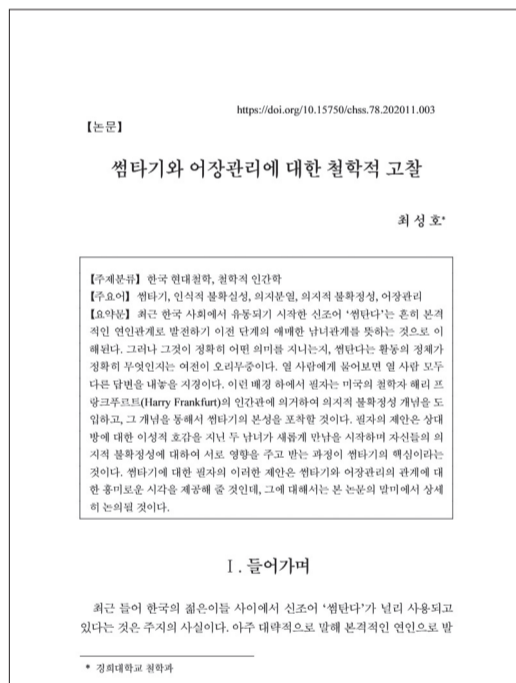 https://doi.org/10.15750/chss.78.202011.003
【논문】
썸타기와 어장관리에 대한 철학적 고찰
최성호*
【주제분류】 한국 현대철학, 철학적 인간학
【주요어】 썸타기, 인식적 불확실성, 의지분열, 의지적 불확정성, 어장관리
【요약문】 최근 한국 사회에서 유통되기 시작한 신조어 ‘썸탄다’는 흔히 본격
적인 연인관계로 발전하기 이전 단계의 애매한 남녀관계를 뜻하는 것으로 이
해된다. 그러나 그것이 정확히 어떤 의미를 지니는지, 썸탄다는 활동의 정체가
정확히 무엇인지는 여전이 오리무중이다. 열 사람에게 물어보면 열 사람 모두
다른 답변을 내놓을 지경이다. 이런 배경 하에서 필자는 미국의 철학자 해리 프
랑크푸르트(Harry Frankfurt)의 인간관에 의거하여 의지적 불확정성 개념을 도
입하고, 그 개념을 통해서 썸타기의 본성을 포착할 것이다. 필자의 제안은 상대
방에 대한 이성적 호감을 지닌 두 남녀가 새롭게 만남을 시작하며 자신들의 의
지적 불확정성에 대하여 서로 영향을 주고 받는 과정이 썸타기의 핵심이라는
것이다. 썸타기에 대한 필자의 이러한 제안은 썸타기와 어장관리의 관계에 대
한 흥미로운 시각을 제공해 줄 것인데, 그에 대해서는 본 논문의 말미에서 상세
히 논의될 것이다.
Ⅰ. 들어가며
최근 들어 한국의 젊은이들 사이에서 신조어 ‘썸탄다’가 널리 사용되고
있다는 것은 주지의 사실이다. 아주 대략적으로 말해 본격적인 연인으로 발
* 경희대학교 철학과